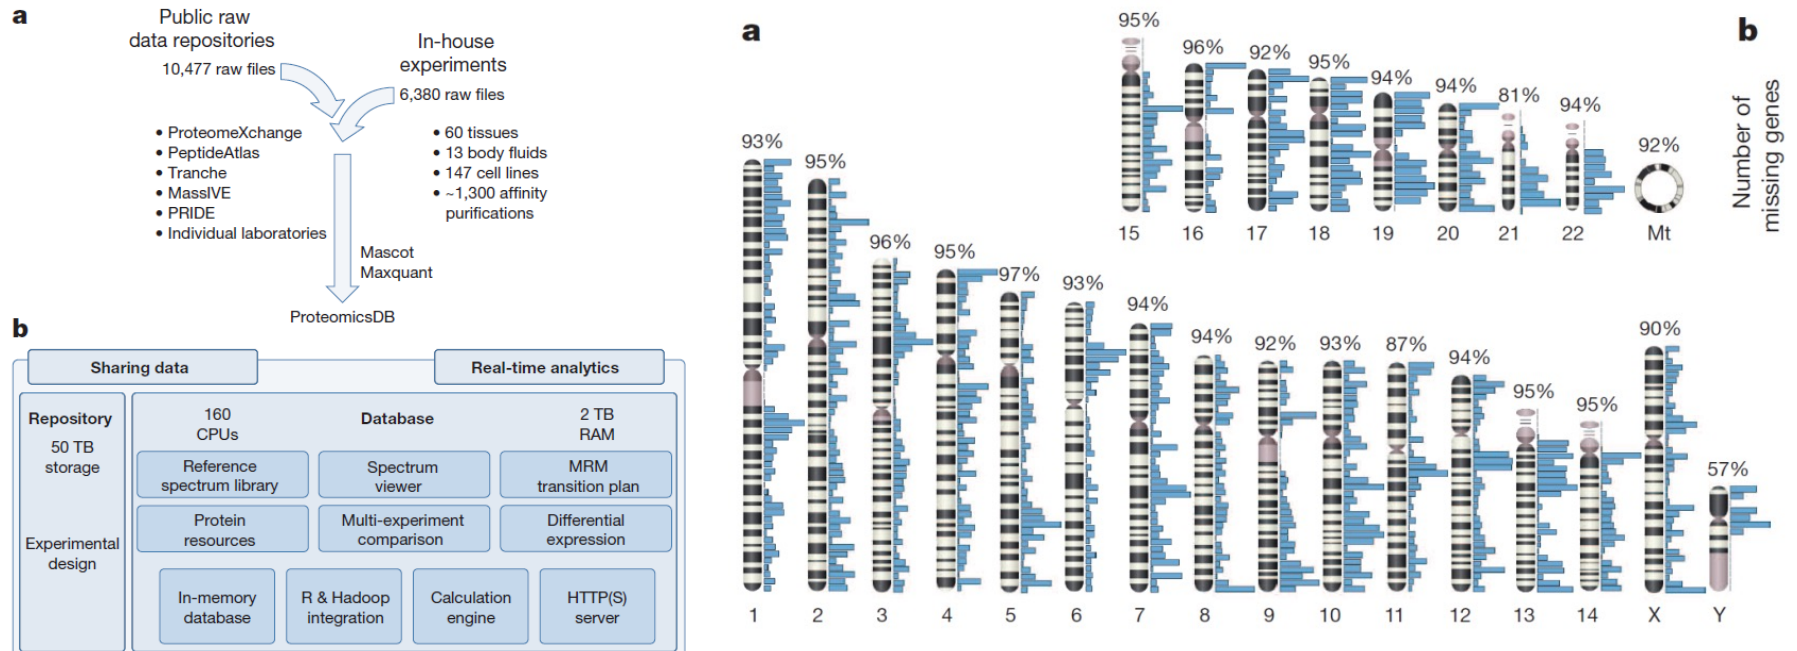 a
Public raw
data repositories
10,477 raw files
In-house
experiments
6,380 raw files
• ProteomeXchange
• PeptideAtlas
• Tranche
• MassIVE
• PRIDE
• Individual laboratories
• 60 tissues
• 13 body fluids
• 147 cell lines
• ~1,300 affinity
purifications
Mascot
Maxquant
ProteomicsDB
b
Sharing data
Real-time analytics
Repository
50 TB
storage
Experimental
design
160
CPUs
Database
2 TB
RAM
Reference
spectrum library
Spectrum
viewer
MRM
transition plan
Protein
resources
Multi-experiment
comparison
Differential
expression
In-memory
database
R & Hadoop
integration
Calculation
engine
HTTP(S)
server
a
95% 96% 92% 95% 94% 94% 81% 94% 92%
15 16 17 18 19 20 21 22 Mt
93% 95% 96% 95% 97% 93% 94% 94% 92% 93% 87% 94% 95% 95% 90% 57%
1 2 3 4 5 6 7 8 9 10 11 12 13 14 X Y
b
Number of
missing genes